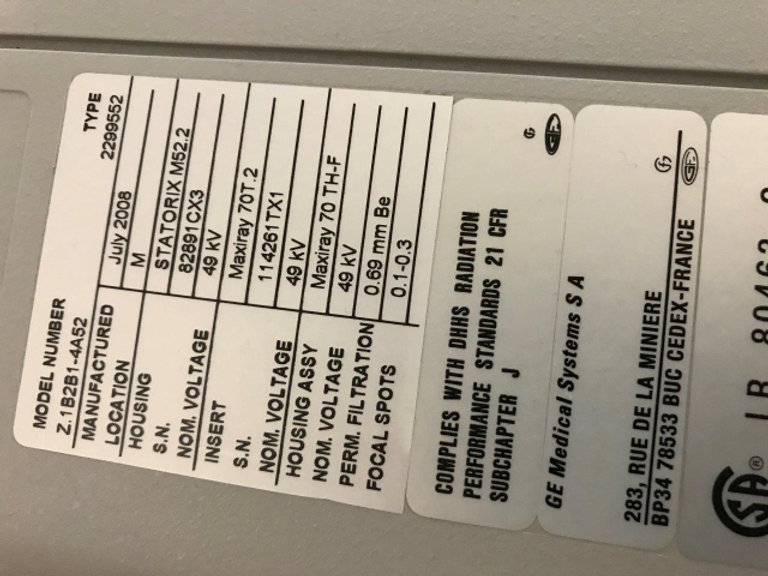 MODEL NUMBER TYPE
Z.1B2B1-4A52 2299552
MANUFACTURED July 2008
LOCATION M
HOUSING STATORIX M52.2
S.N. 82891CX3
NOM. VOLTAGE 49 kV
INSERT Maxiray 70T.2
S.N. 114261TX1
NOM. VOLTAGE 49 kV
HOUSING ASSY Maxiray 70 TH-F
NOM. VOLTAGE 49 kV
PERM. FILTRATION 0.69 mm Be
FOCAL SPOTS 0.1-0.3
COMPLIES WITH DHHS RADIATION
PERFORMANCE STANDARDS 21 CFR
SUBCHAPTER J
GE Medical Systems S A
283, RUE DE LA MINIERE
BP34 78533 BUC CEDEX-FRANCE